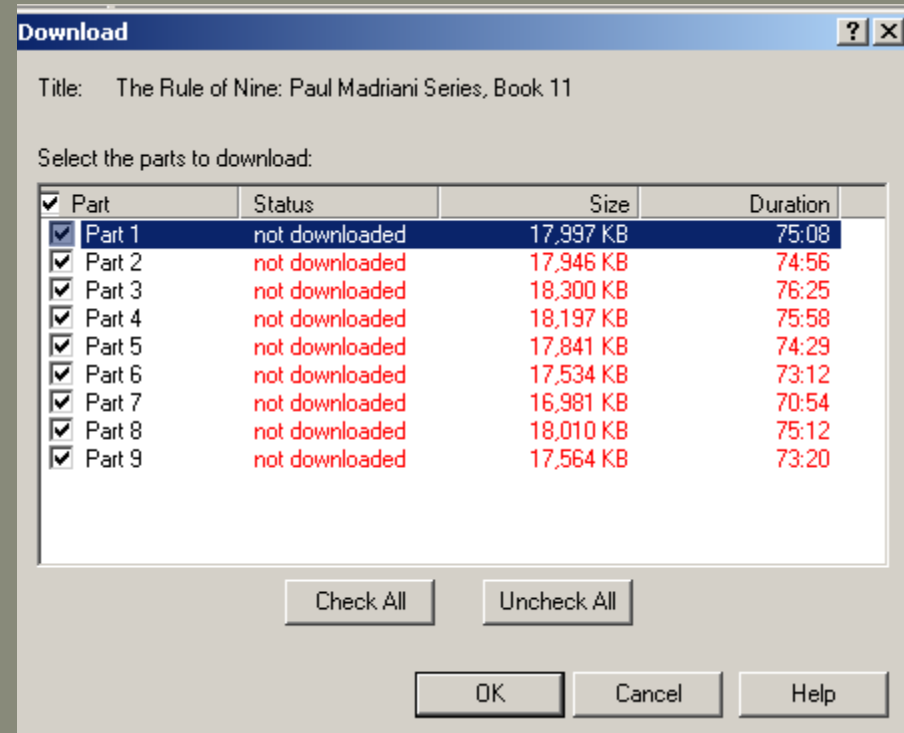 Download
Title: The Rule of Nine: Paul Madriani Series, Book 11
Select the parts to download:
Part Status Size Duration
Part 1 not downloaded 17,997 KB 75:08
Part 2 not downloaded 17,946 KB 74:56
Part 3 not downloaded 18,300 KB 76:25
Part 4 not downloaded 18,197 KB 75:58
Part 5 not downloaded 17,841 KB 74:29
Part 6 not downloaded 17,534 KB 73:12
Part 7 not downloaded 16,981 KB 70:54
Part 8 not downloaded 18,010 KB 75:12
Part 9 not downloaded 17,564 KB 73:20
Check All Uncheck All
OK Cancel Help